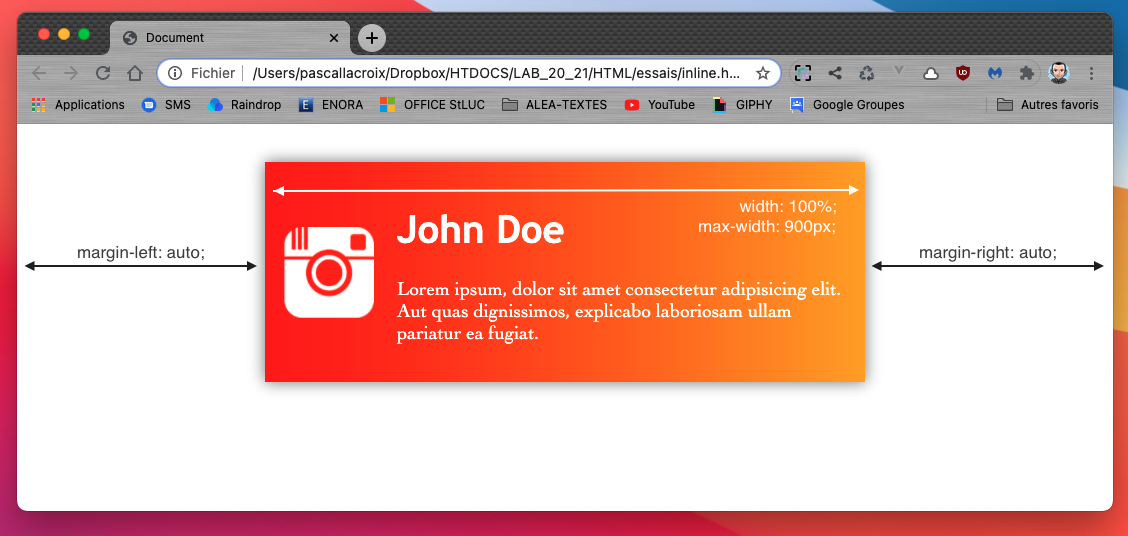 Document
Fichier
/Users/pascallacroix/Dropbox/HTDOCS/LAB_20_21/HTML/essais/inline.h...
Applications SMS Raindrop ENORA OFFICE StLUC ALEA-TEXTES YouTube GIPHY Google Groupes Autres favoris
width: 100%;
max-width: 900px;
John Doe
margin-left: auto;
margin-right: auto;
Lorem ipsum, dolor sit amet consectetur adipisicing elit.
Aut quas dignissimos, explicabo laboriosam ullam
pariatur ea fugiat.